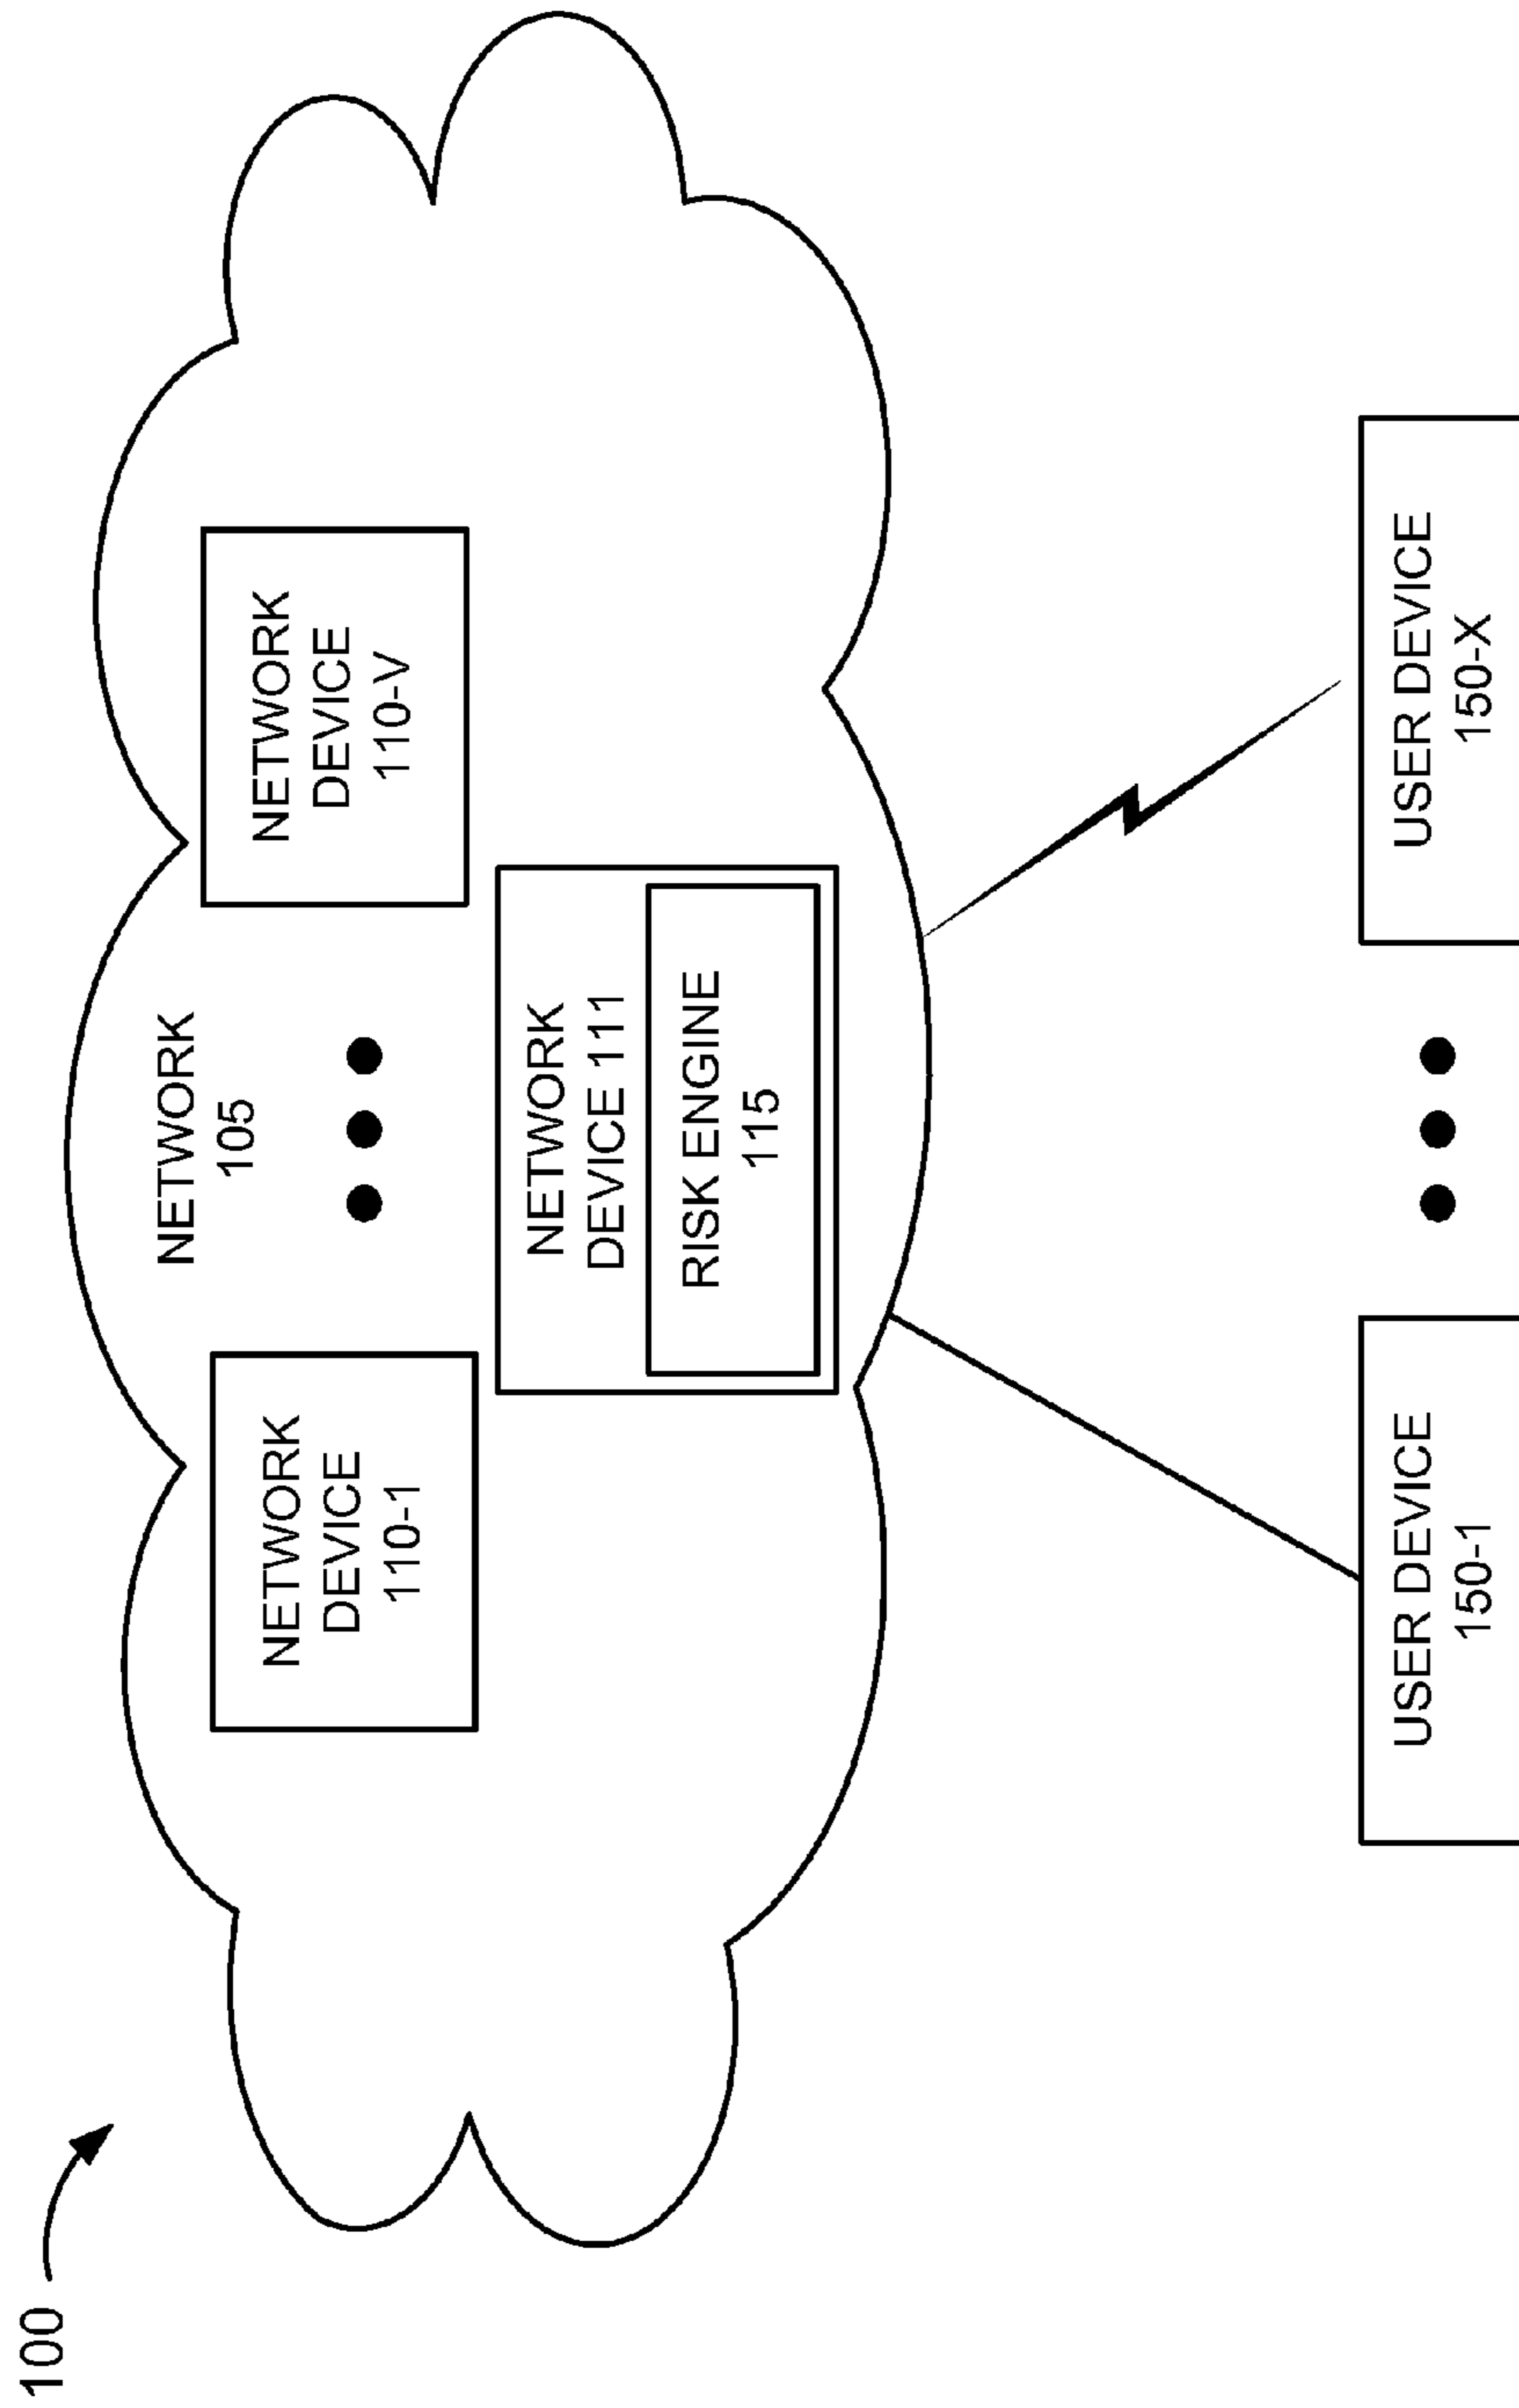 100
NETWORK
105
NETWORK
DEVICE
110-1
NETWORK
DEVICE
110-V
NETWORK
DEVICE 111
RISK ENGINE
115
USER DEVICE
150-1
USER DEVICE
150-X